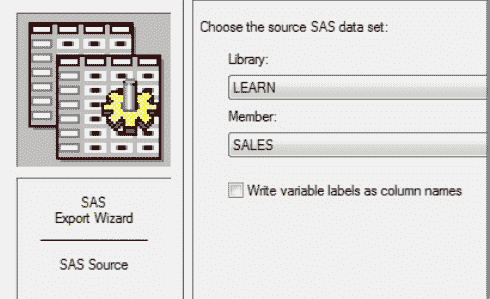 Choose the source SAS data set:
Library:
LEARN
Member:
SALES
Write variable labels as column names
SAS
Export Wizard
SAS Source